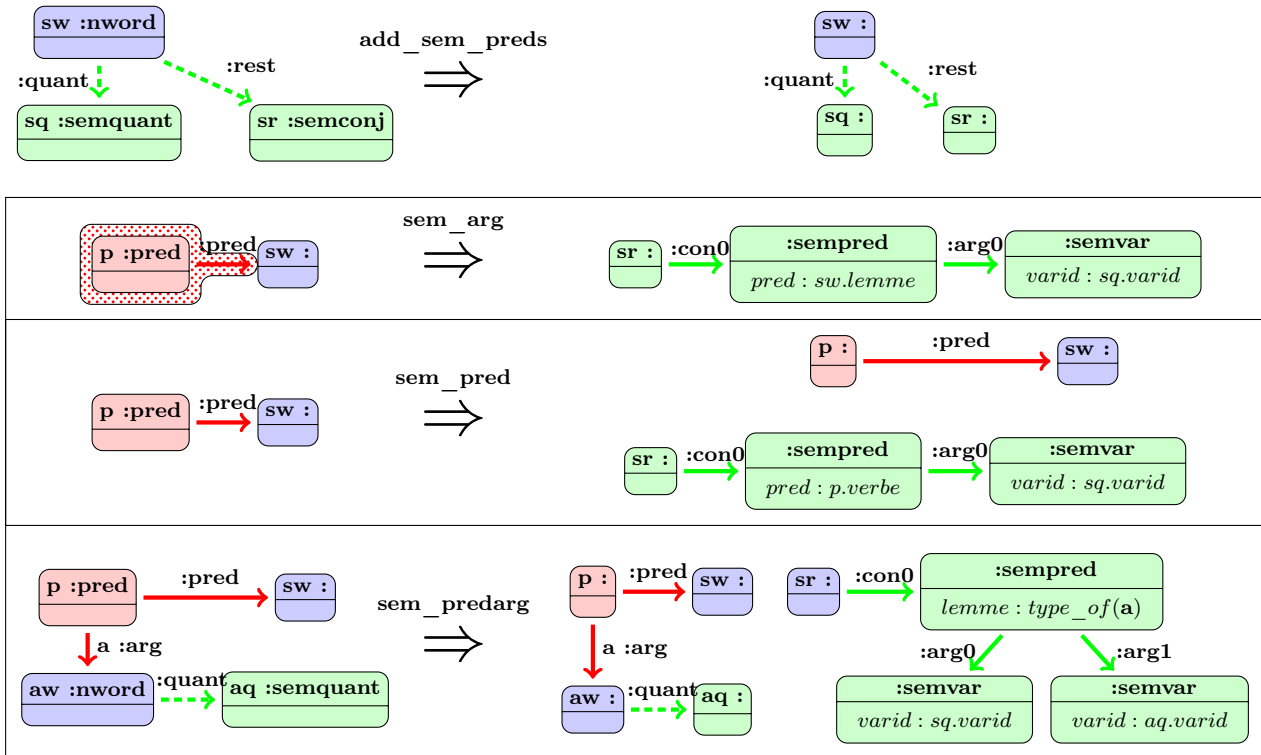 sw :nword
add_sem_preds
sw :
:quant
:rest
:quant
:rest
sq :semquant
sr :semconj
sq :
sr :
p :pred
:pred
sw :
sem_arg
sr :
:con0
:sempred
pred : sw.lemme
:arg0
:semvar
varid : sq.varid
p :pred
:pred
sw :
sem_pred
p :
:pred
sw :
sr :
:con0
:sempred
pred : p.verbe
:arg0
:semvar
varid : sq.varid
p :pred
:pred
sw :
a :arg
aw :nword
:quant
aq :semquant
sem_predarg
p :
:pred
sw :
a :arg
aw :
:quant
aq :
sr :
:con0
:sempred
lemme : type_of(a)
:arg0
:arg1
:semvar
varid : sq.varid
:semvar
varid : aq.varid